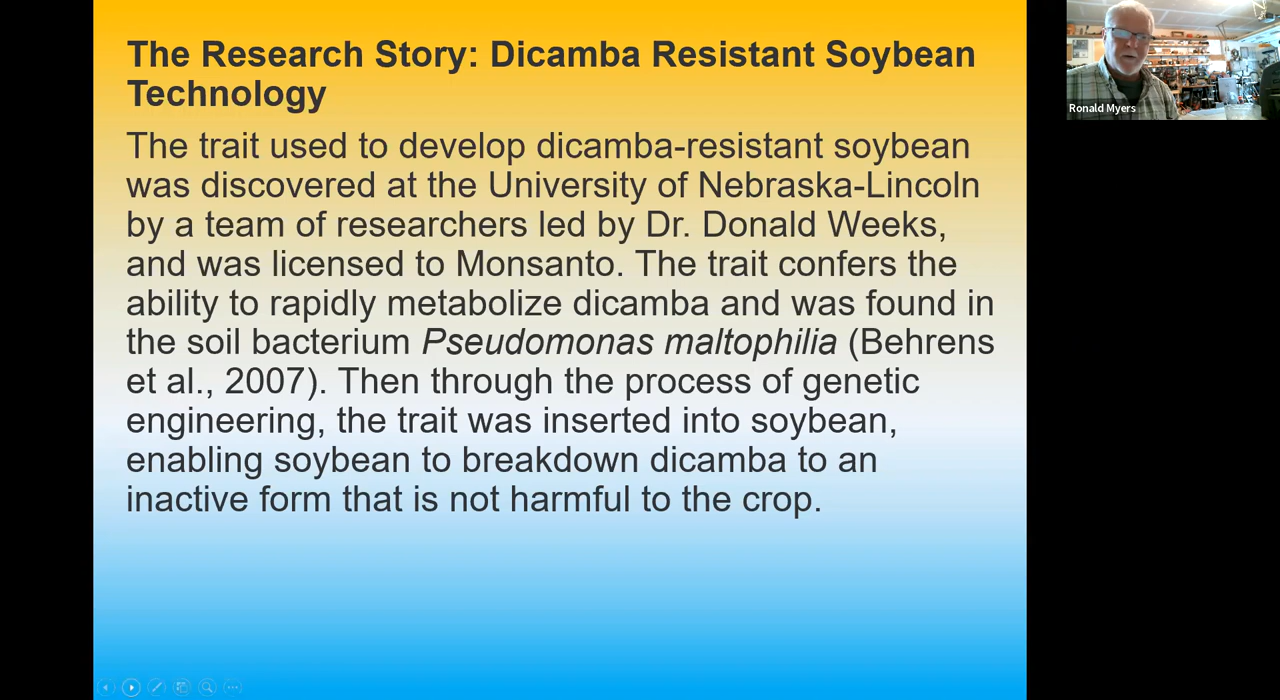 The Research Story: Dicamba Resistant Soybean
Technology
The trait used to develop dicamba-resistant soybean
was discovered at the University of Nebraska-Lincoln
by a team of researchers led by Dr. Donald Weeks,
and was licensed to Monsanto. The trait confers the
ability to rapidly metabolize dicamba and was found in
the soil bacterium Pseudomonas maltophilia (Behrens
et al., 2007). Then through the process of genetic
engineering, the trait was inserted into soybean,
enabling soybean to breakdown dicamba to an
inactive form that is not harmful to the crop.
Ronald Myers